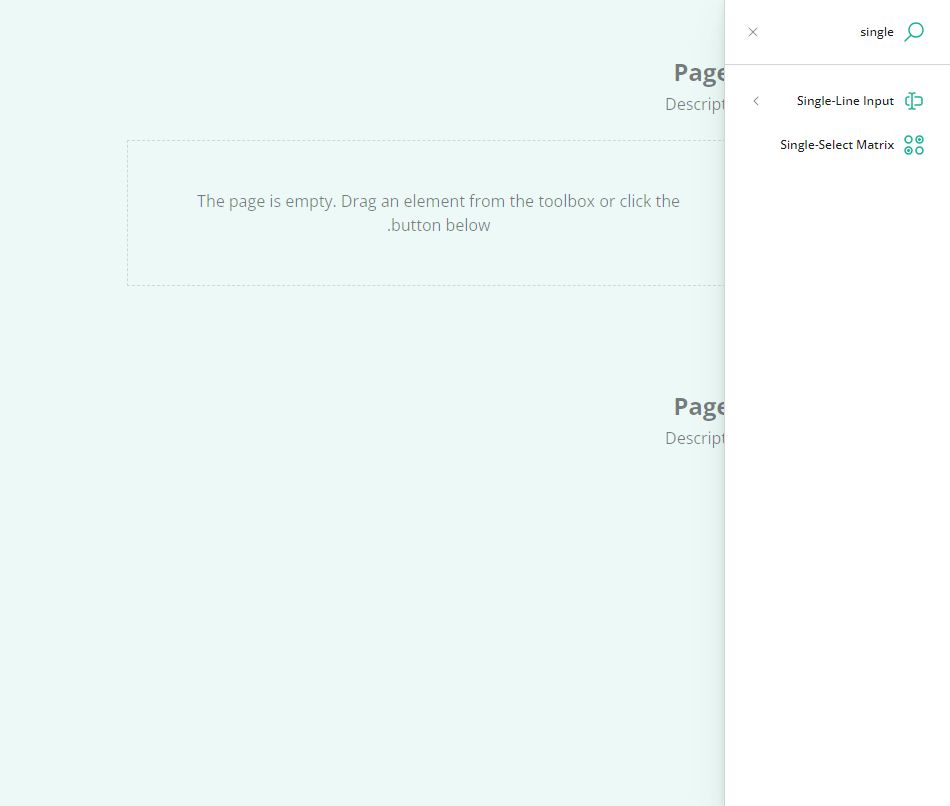 single
Single-Line Input
Single-Select Matrix
Page
Descript
The page is empty. Drag an element from the toolbox or click the
.button below
Page
Descript